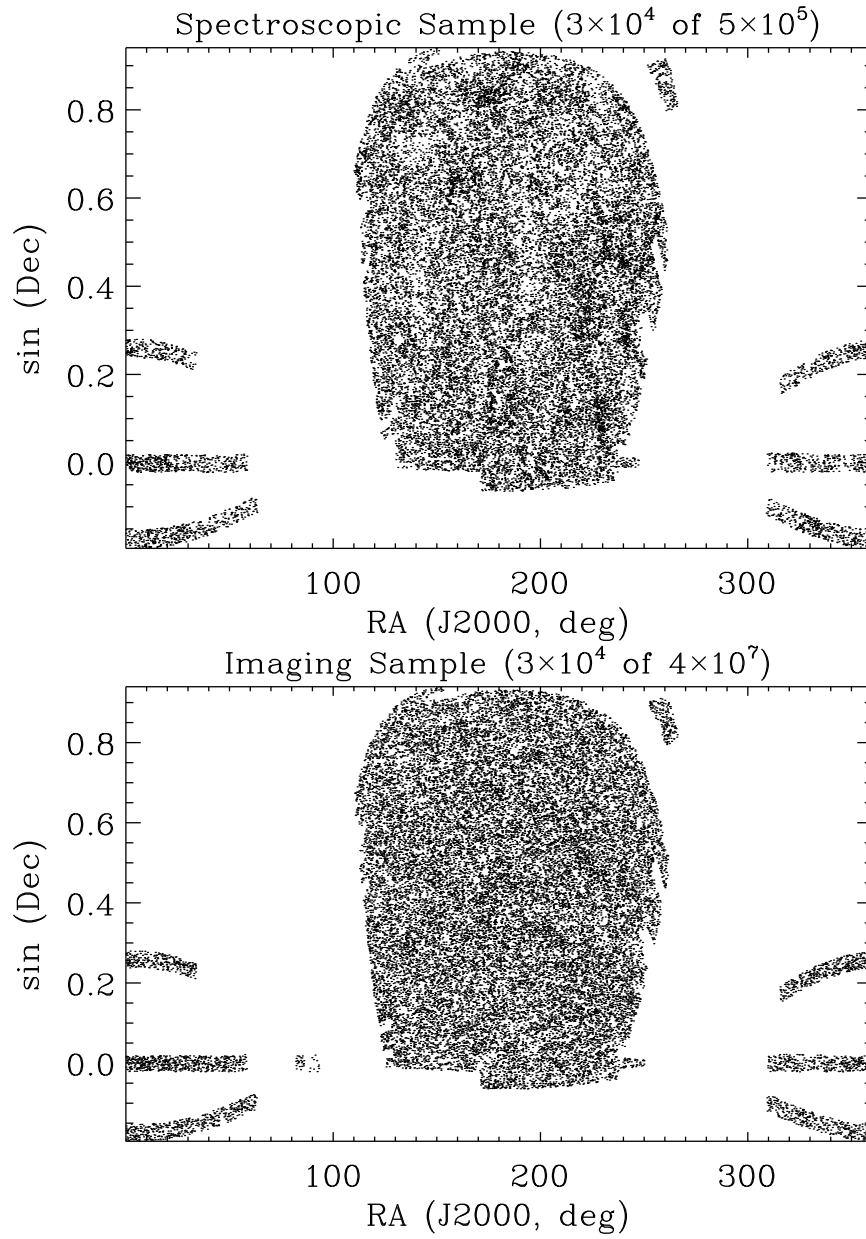 Spectroscopic Sample (3×10⁴ of 5×10⁵)
0.8
0.6
0.4
0.2
0.0
sin (Dec)
100 200 300
RA (J2000, deg)
Imaging Sample (3×10⁴ of 4×10⁷)
0.8
0.6
0.4
0.2
0.0
sin (Dec)
100 200 300
RA (J2000, deg)